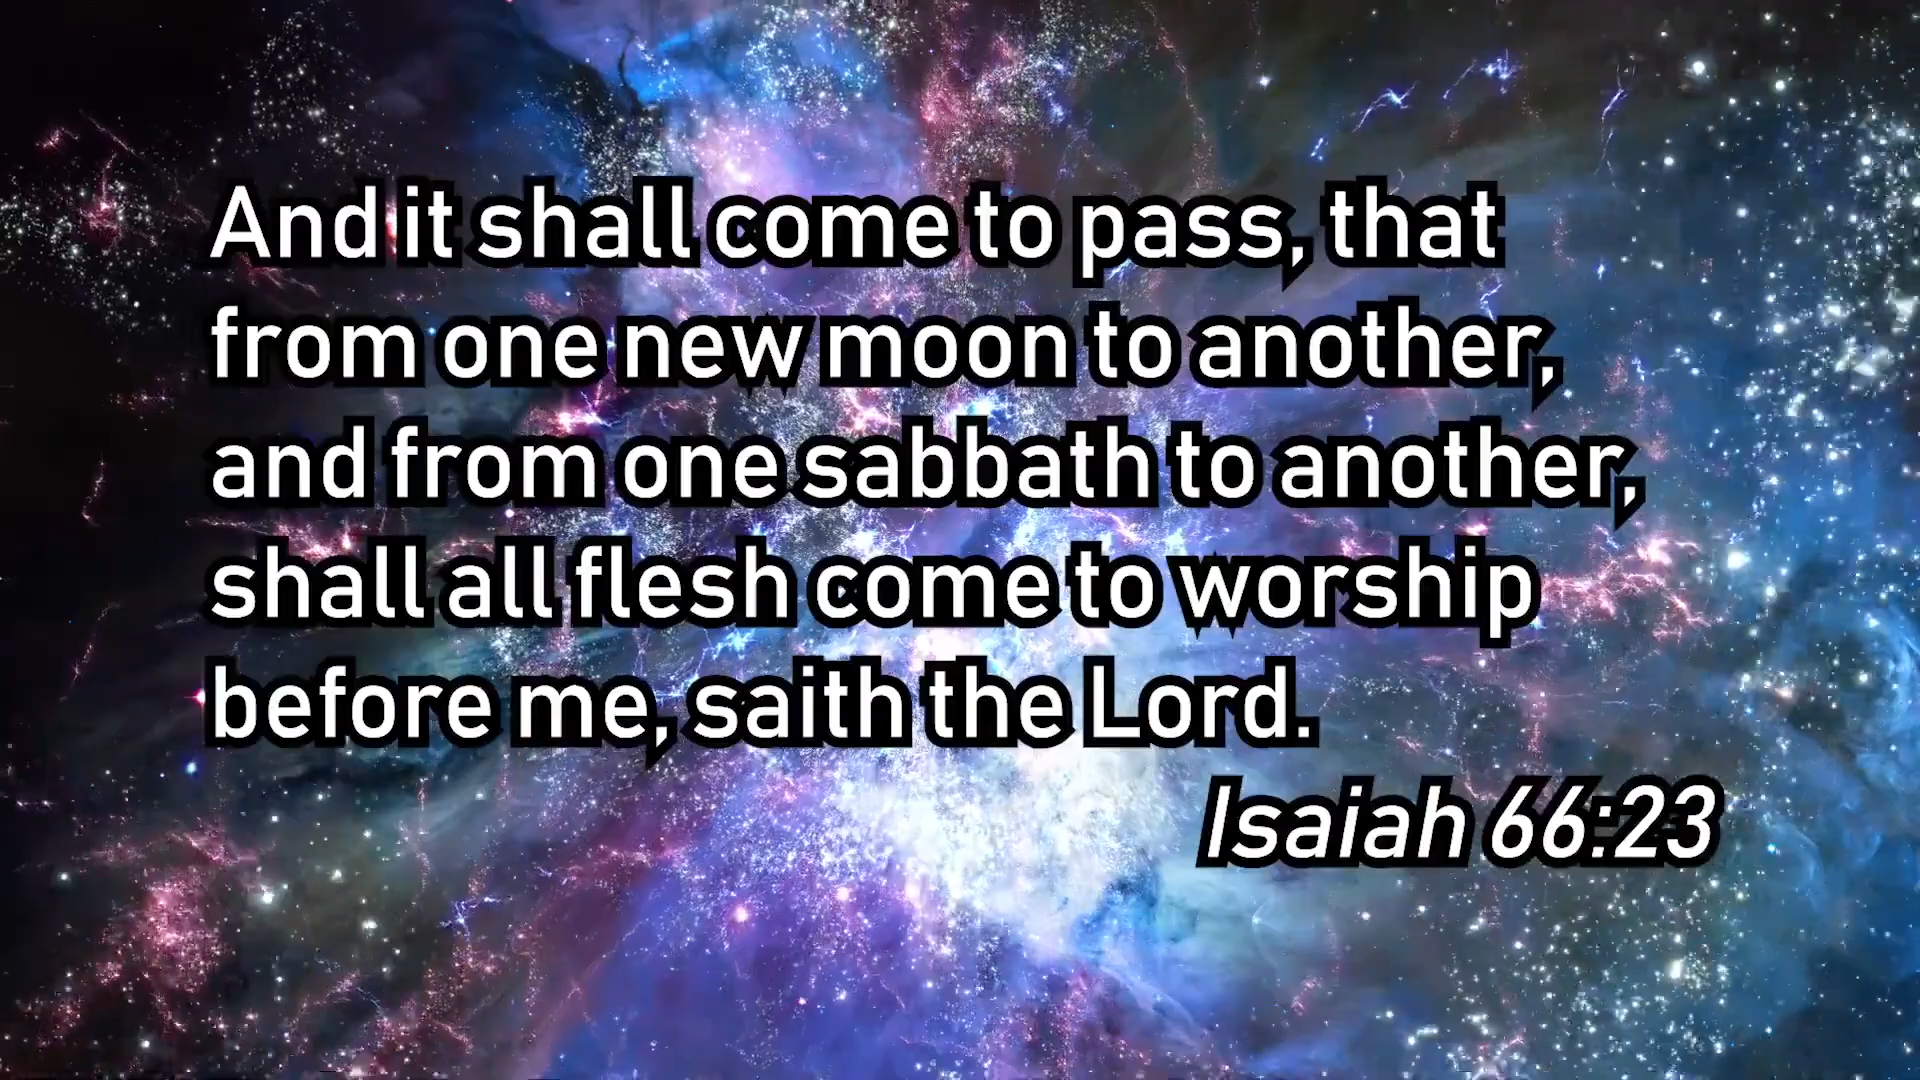 And it shall come to pass, that
from one new moon to another,
and from one sabbath to another,
shall all flesh come to worship
before me, saith the Lord.
Isaiah 66:23